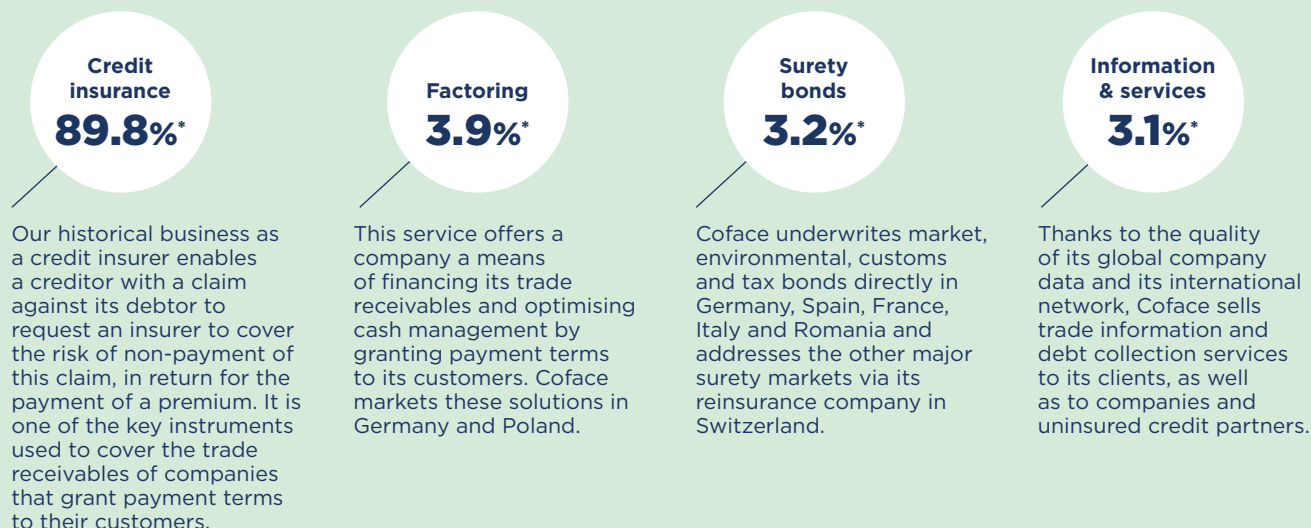 Credit
insurance
89.8%*
Our historical business as
a credit insurer enables
a creditor with a claim
against its debtor to
request an insurer to cover
the risk of non-payment of
this claim, in return for the
payment of a premium. It is
one of the key instruments
used to cover the trade
receivables of companies
that grant payment terms
to their customers.
Factoring
3.9%*
This service offers a
company a means
of financing its trade
receivables and optimising
cash management by
granting payment terms
to its customers. Coface
markets these solutions in
Germany and Poland.
Surety
bonds
3.2%*
Coface underwrites market,
environmental, customs
and tax bonds directly in
Germany, Spain, France,
Italy and Romania and
addresses the other major
surety markets via its
reinsurance company in
Switzerland.
Information
& services
3.1%*
Thanks to the quality
of its global company
data and its international
network, Coface sells
trade information and
debt collection services
to its clients, as well
as to companies and
uninsured credit partners.